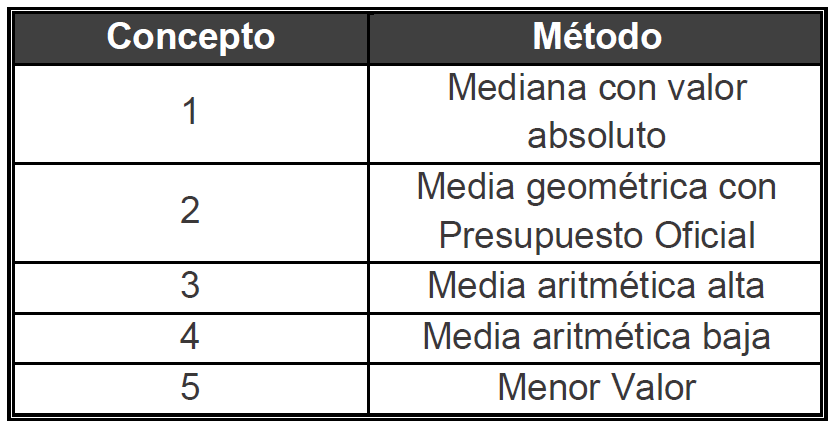 Concepto Método
1 Mediana con valor
absoluto
2 Media geométrica con
Presupuesto Oficial
3 Media aritmética alta
4 Media aritmética baja
5 Menor Valor